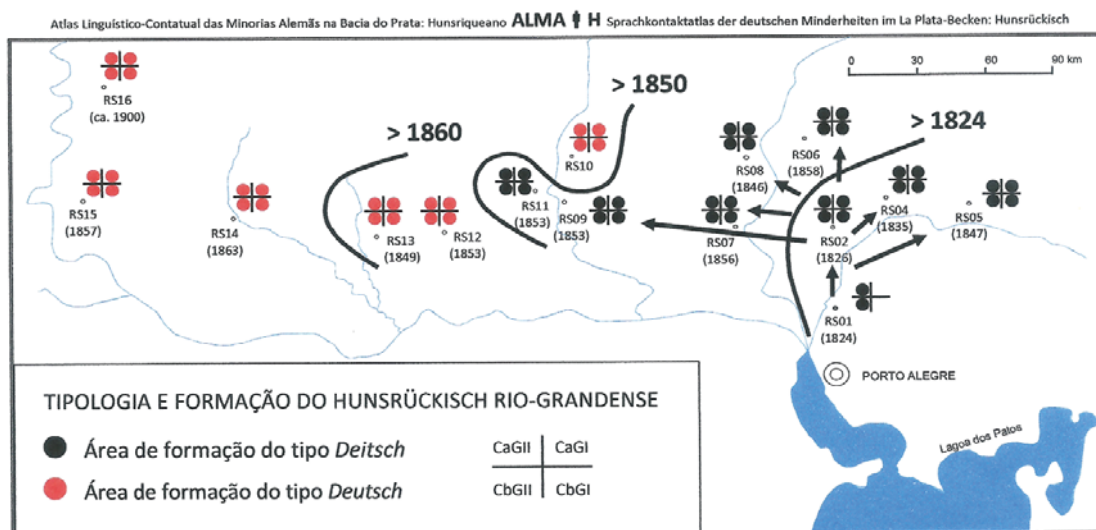 Atlas Linguístico-Contatual das Minorias Alemãs na Bacia do Prata: Hunsriqueano ALMA H Sprachkontaktatlas der deutschen Minderheiten im La Plata-Becken: Hunsrückisch
0 30 60 90 km
RS16
(ca. 1900)
> 1850
> 1860
> 1824
RS10
RS06
(1858)
RS08
(1846)
RS15
(1857)
RS14
(1863)
RS13
(1849)
RS12
(1853)
RS11
(1853)
RS09
(1853)
RS07
(1856)
RS02
(1826)
RS04
(1835)
RS05
(1847)
RS01
(1824)
PORTO ALEGRE
Lagoa dos Patos
TIPOLOGIA E FORMAÇÃO DO HUNSRÜCKISCH RIO-GRANDENSE
Área de formação do tipo Deitsch
Área de formação do tipo Deutsch
CaGII CaGI
CbGII CbGI